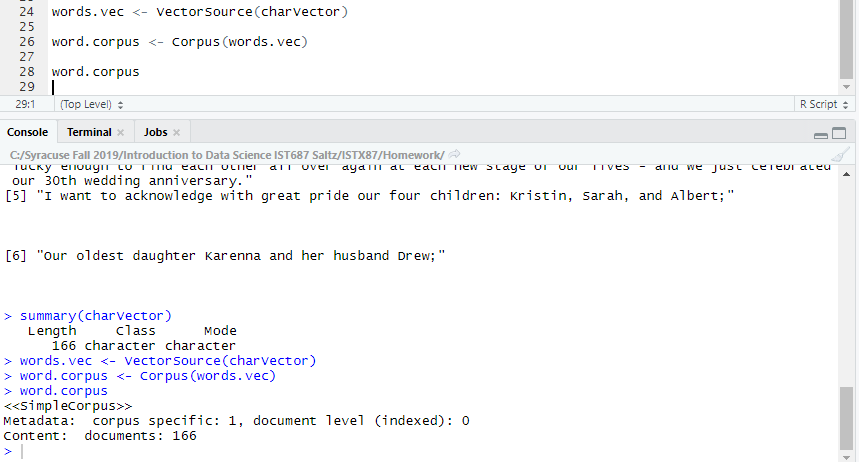 24 words.vec <- VectorSource(charVector)
25
26 word.corpus <- Corpus(words.vec)
27
28 word.corpus
29
29:1 (Top Level) R Script
Console Terminal Jobs
C:/Syracuse Fall 2019/Introduction to Data Science IST687 Saltz/ISTX87/Homework/
lucky enough to find each other all over again at each new stage of our lives - and we just celebrated
our 30th wedding anniversary."
[5] "I want to acknowledge with great pride our four children: Kristin, Sarah, and Albert;"
[6] "Our oldest daughter Karenna and her husband Drew;"
> summary(charVector)
Length Class Mode
166 character character
> words.vec <- VectorSource(charVector)
> word.corpus <- Corpus(words.vec)
> word.corpus
<<SimpleCorpus>>
Metadata: corpus specific: 1, document level (indexed): 0
Content: documents: 166
>